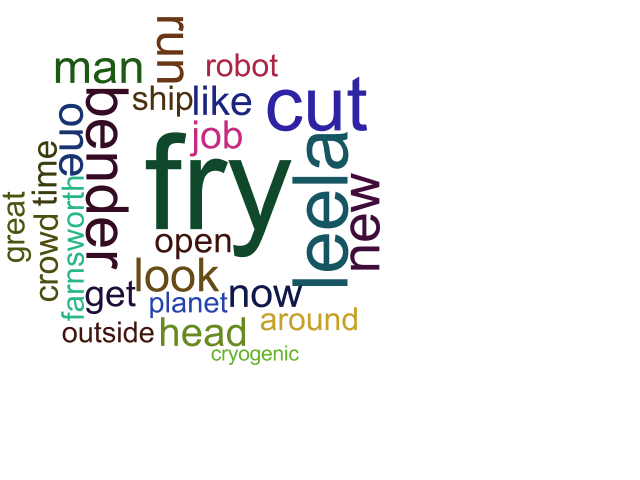 run
man
robot
cut
ship
like
bender
one
job
fry
leela
time
new
great
crowd
farnsworth
open
look
get
planet
now
around
outside
head
cryogenic